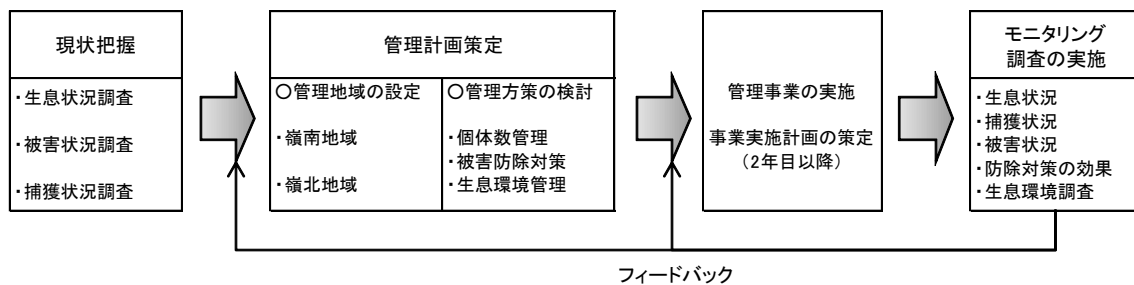 現状把握
・生息状況調査
・被害状況調査
・捕獲状況調査
管理計画策定
○管理地域の設定
・嶺南地域
・嶺北地域
○管理方策の検討
・個体数管理
・被害防除対策
・生息環境管理
管理事業の実施
事業実施計画の策定
(2年目以降)
モニタリング
調査の実施
・生息状況
・捕獲状況
・被害状況
・防除対策の効果
・生息環境調査
フィードバック